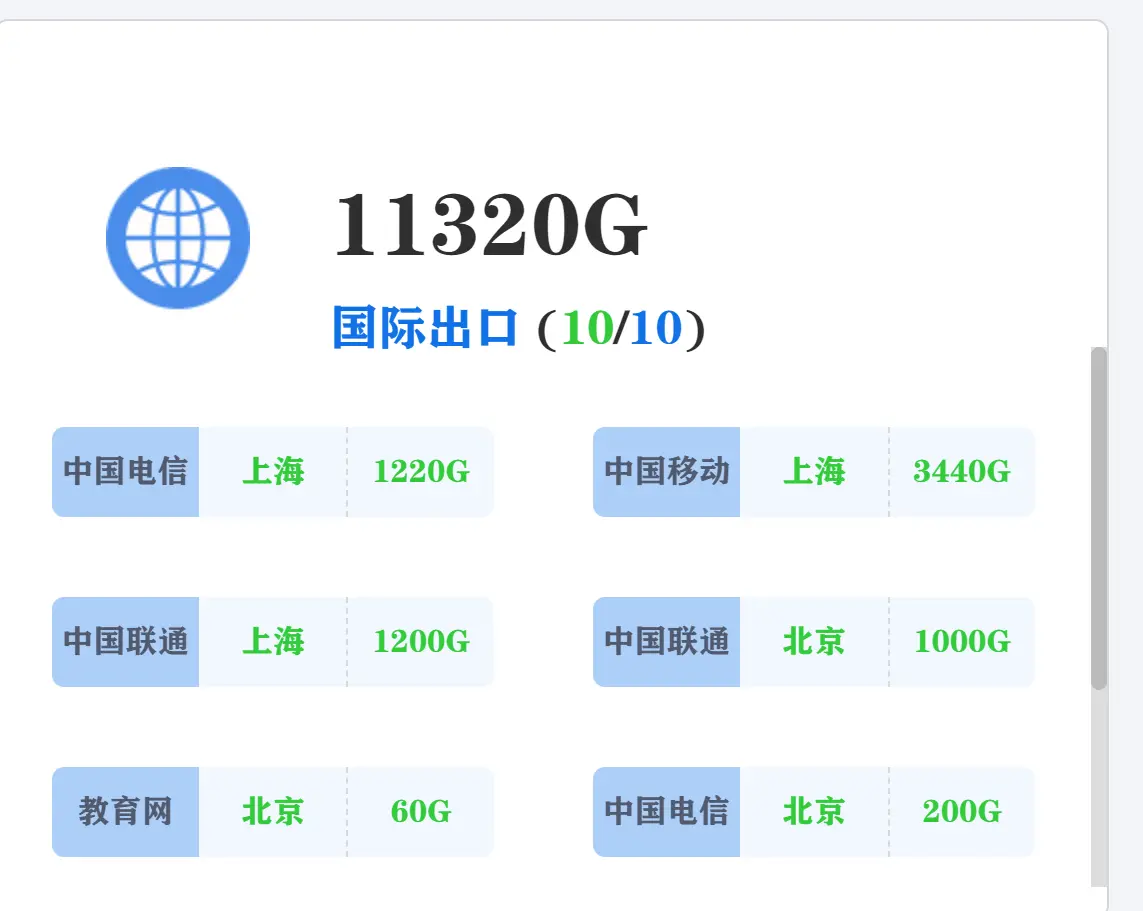 11320G
国际出口 (10/10)
中国电信 上海 1220G
中国移动 上海 3440G
中国联通 上海 1200G
中国联通 北京 1000G
教育网 北京 60G
中国电信 北京 200G